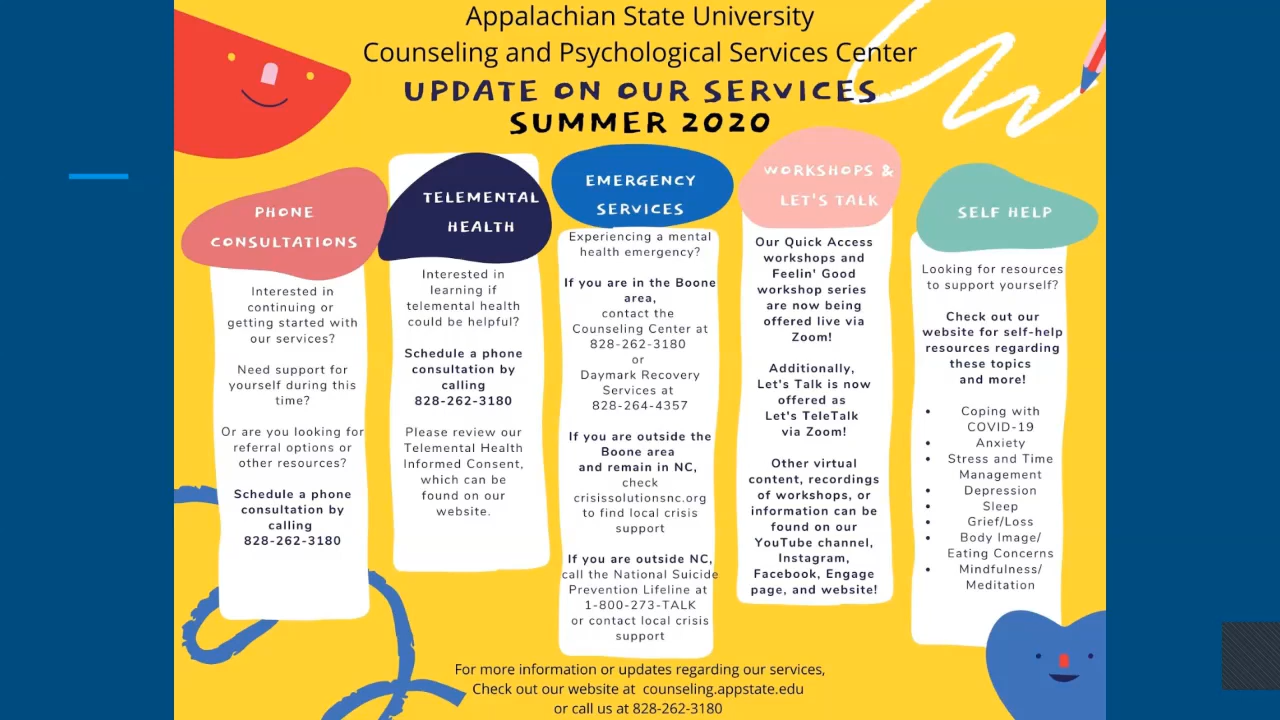 Appalachian State University
Counseling and Psychological Services Center
UPDATE ON OUR SERVICES
SUMMER 2020
PHONE
CONSULTATIONS
Interested in
continuing or
getting started with
our services?
Need support for
yourself during this
time?
Or are you looking for
referral options or
other resources?
Schedule a phone
consultation by
calling
828-262-3180
TELEMENTAL
HEALTH
Interested in
learning if
telemental health
could be helpful?
Schedule a phone
consultation by
calling
828-262-3180
Please review our
Telemental Health
Informed Consent,
which can be
found on our
website.
EMERGENCY
SERVICES
Experiencing a mental
health emergency?
If you are in the Boone
area,
contact the
Counseling Center at
828-262-3180
or
Daymark Recovery
Services at
828-264-4357
If you are outside the
Boone area
and remain in NC,
check
crisissolutionsnc.org
to find local crisis
support
If you are outside NC,
call the National Suicide
Prevention Lifeline at
1-800-273-TALK
or contact local crisis
support
WORKSHOPS &
LET'S TALK
Our Quick Access
workshops and
Feelin' Good
workshop series
are now being
offered live via
Zoom!
Additionally,
Let's Talk is now
offered as
Let's TeleTalk
via Zoom!
Other virtual
content, recordings
of workshops, or
information can be
found on our
YouTube channel,
Instagram,
Facebook, Engage
page, and website!
SELF HELP
Looking for resources
to support yourself?
Check out our
website for self-help
resources regarding
these topics
and more!
• Coping with
COVID-19
• Anxiety
• Stress and Time
Management
• Depression
• Sleep
• Grief/Loss
• Body Image/
Eating Concerns
• Mindfulness/
Meditation
For more information or updates regarding our services,
Check out our website at counseling.appstate.edu
or call us at 828-262-3180